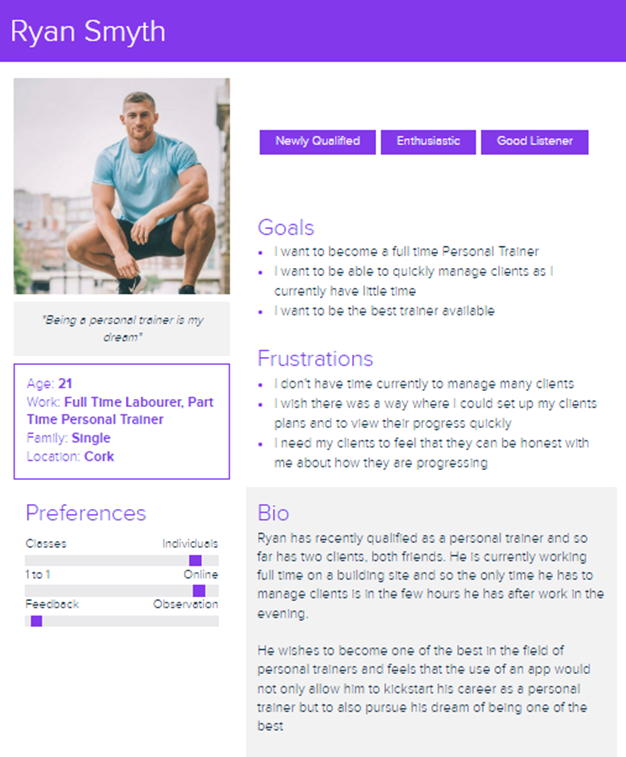 Ryan Smyth
Newly Qualified
Enthusiastic
Good Listener
"Being a personal trainer is my
dream"
Age: 21
Work: Full Time Labourer, Part
Time Personal Trainer
Family: Single
Location: Cork
Preferences
Classes Individuals
1 to 1 Online
Feedback Observation
Goals
• I want to become a full time Personal Trainer
• I want to be able to quickly manage clients as I
currently have little time
• I want to be the best trainer available
Frustrations
• I don't have time currently to manage many clients
• I wish there was a way where I could set up my clients
plans and to view their progress quickly
• I need my clients to feel that they can be honest with
me about how they are progressing
Bio
Ryan has recently qualified as a personal trainer and so
far has two clients, both friends. He is currently working
full time on a building site and so the only time he has to
manage clients is in the few hours he has after work in the
evening.
He wishes to become one of the best in the field of
personal trainers and feels that the use of an app would
not only allow him to kickstart his career as a personal
trainer but to also pursue his dream of being one of the
best